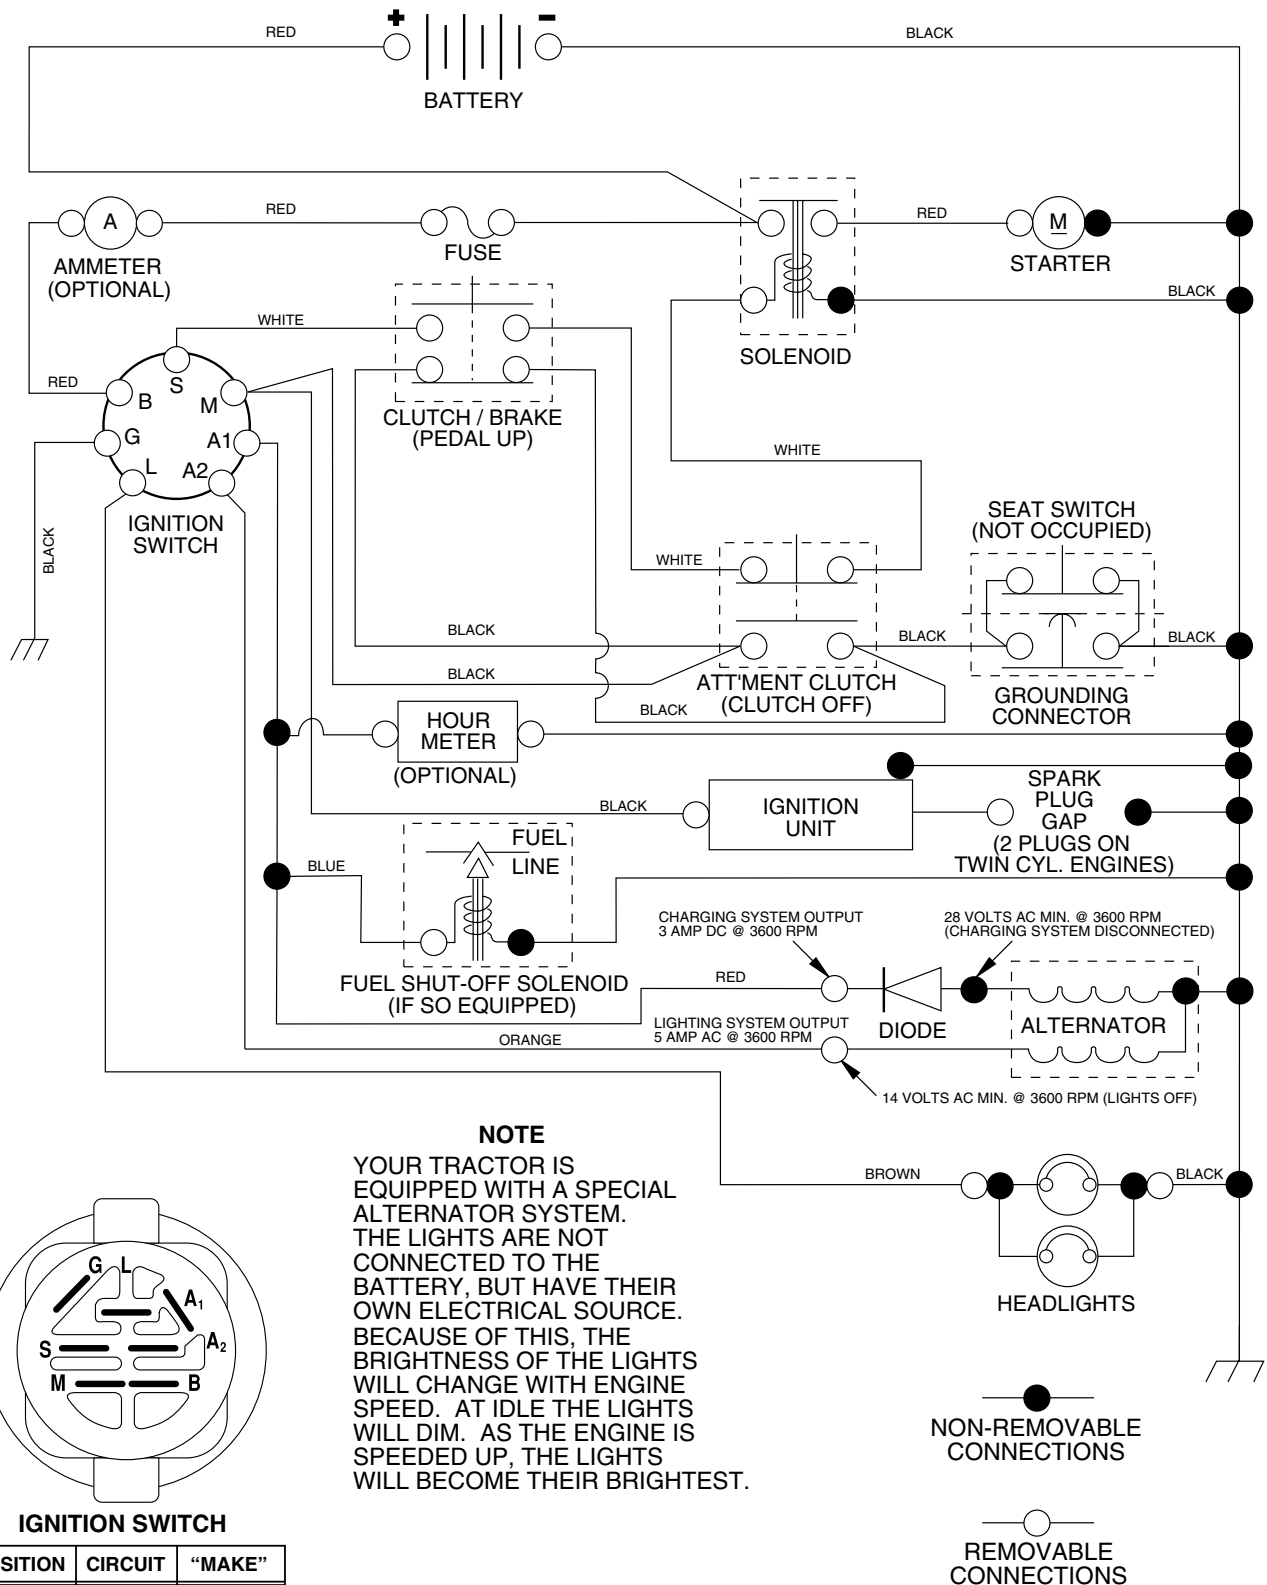 +
-
RED
BLACK
BATTERY
A
RED
FUSE
RED
M
AMMETER
(OPTIONAL)
STARTER
BLACK
WHITE
SOLENOID
RED
S
B
M
CLUTCH / BRAKE
(PEDAL UP)
G
A1
L
A2
WHITE
IGNITION
SWITCH
BLACK
SEAT SWITCH
(NOT OCCUPIED)
WHITE
BLACK
BLACK
BLACK
BLACK
ATT'MENT CLUTCH
(CLUTCH OFF)
GROUNDING
CONNECTOR
BLACK
HOUR
METER
(OPTIONAL)
BLACK
IGNITION
UNIT
SPARK
PLUG
GAP
(2 PLUGS ON
TWIN CYL. ENGINES)
FUEL
LINE
BLUE
CHARGING SYSTEM OUTPUT
3 AMP DC @ 3600 RPM
28 VOLTS AC MIN. @ 3600 RPM
(CHARGING SYSTEM DISCONNECTED)
FUEL SHUT-OFF SOLENOID
(IF SO EQUIPPED)
RED
DIODE
ALTERNATOR
LIGHTING SYSTEM OUTPUT
5 AMP AC @ 3600 RPM
ORANGE
14 VOLTS AC MIN. @ 3600 RPM (LIGHTS OFF)
NOTE
YOUR TRACTOR IS
EQUIPPED WITH A SPECIAL
ALTERNATOR SYSTEM.
THE LIGHTS ARE NOT
CONNECTED TO THE
BATTERY, BUT HAVE THEIR
OWN ELECTRICAL SOURCE.
BECAUSE OF THIS, THE
BRIGHTNESS OF THE LIGHTS
WILL CHANGE WITH ENGINE
SPEED. AT IDLE THE LIGHTS
WILL DIM. AS THE ENGINE IS
SPEEDED UP, THE LIGHTS
WILL BECOME THEIR BRIGHTEST.
BROWN
BLACK
HEADLIGHTS
G
L
A1
A2
S
M
B
IGNITION SWITCH
SITION CIRCUIT “MAKE”
NON-REMOVABLE
CONNECTIONS
REMOVABLE
CONNECTIONS